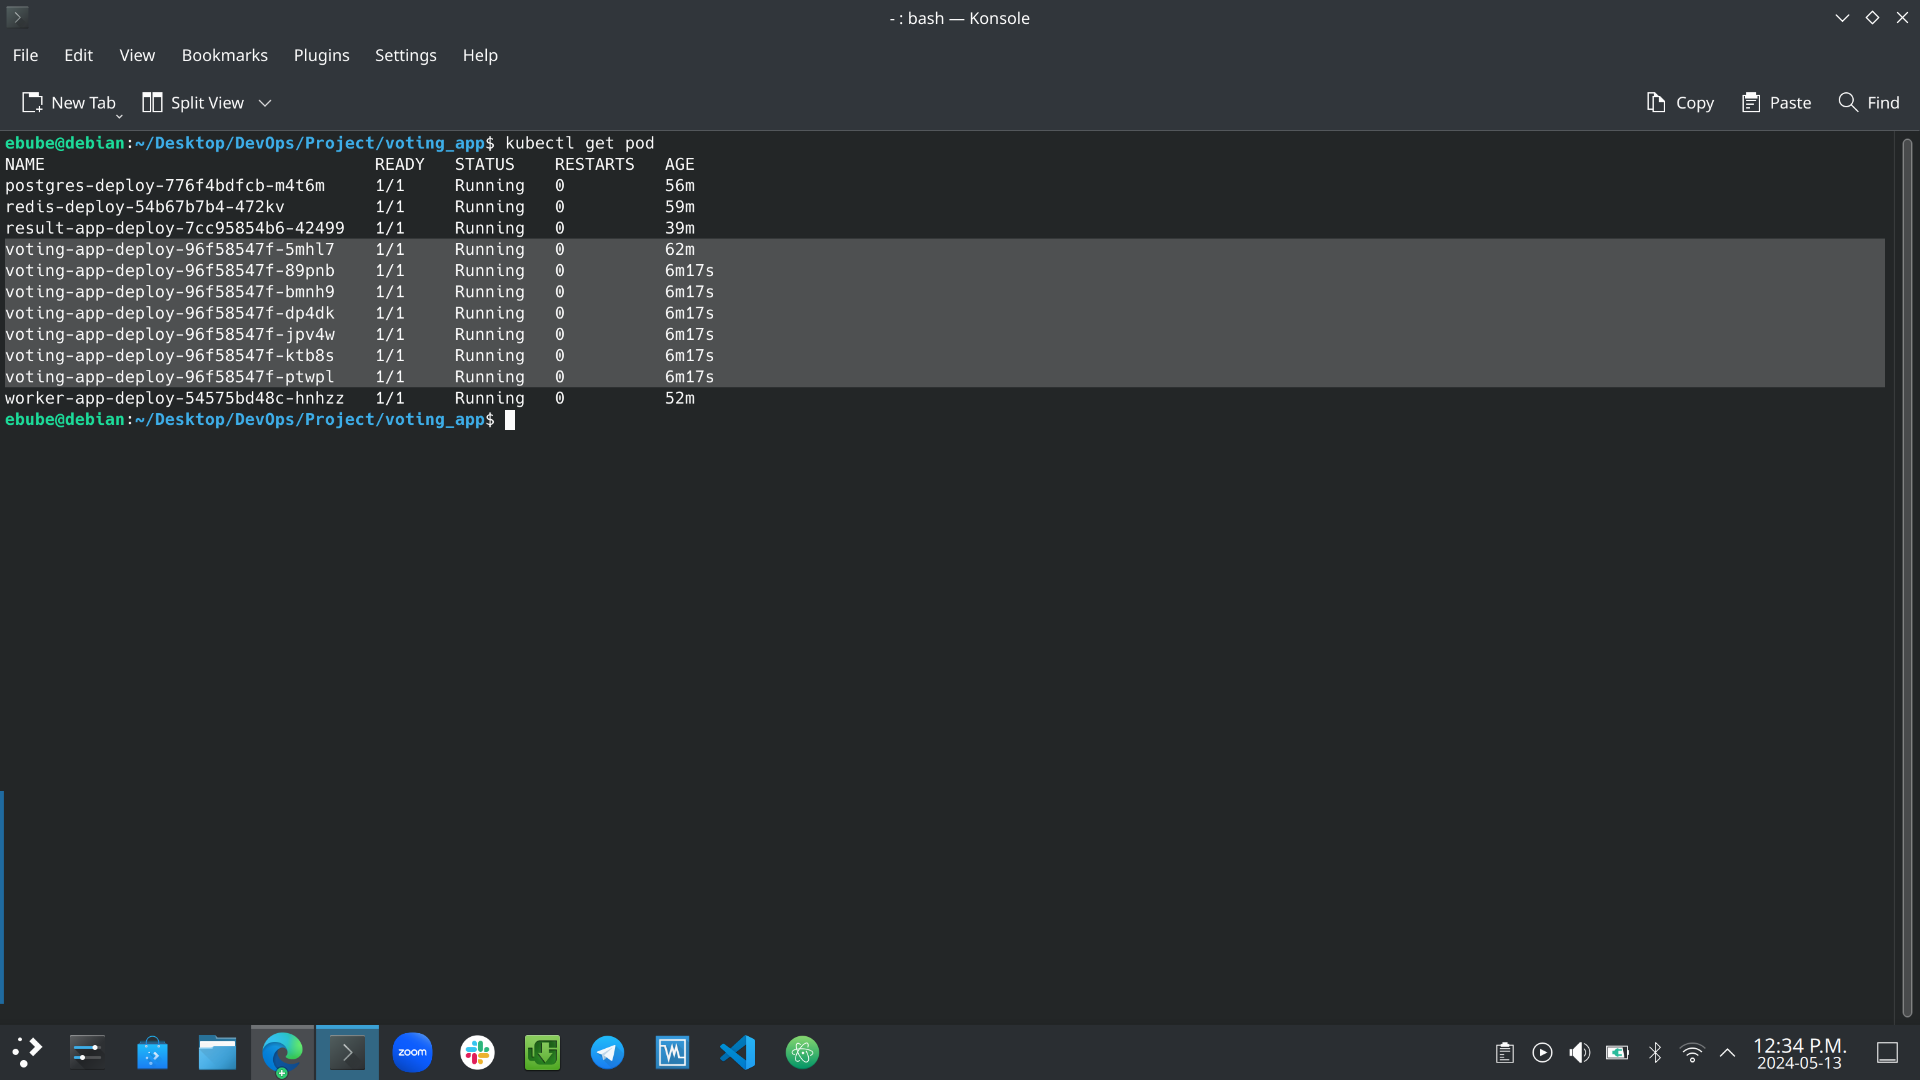 - : bash — Konsole
File Edit View Bookmarks Plugins Settings Help
New Tab Split View Copy Paste Find
ebube@debian:~/Desktop/DevOps/Project/voting_app$ kubectl get pod
NAME READY STATUS RESTARTS AGE
postgres-deploy-776f4bdfcb-m4t6m 1/1 Running 0 56m
redis-deploy-54b67b7b4-472kv 1/1 Running 0 59m
result-app-deploy-7cc95854b6-42499 1/1 Running 0 39m
voting-app-deploy-96f58547f-5mhl7 1/1 Running 0 62m
voting-app-deploy-96f58547f-89pnb 1/1 Running 0 6m17s
voting-app-deploy-96f58547f-bmnh9 1/1 Running 0 6m17s
voting-app-deploy-96f58547f-dp4dk 1/1 Running 0 6m17s
voting-app-deploy-96f58547f-jpv4w 1/1 Running 0 6m17s
voting-app-deploy-96f58547f-ktb8s 1/1 Running 0 6m17s
voting-app-deploy-96f58547f-ptwpl 1/1 Running 0 6m17s
worker-app-deploy-54575bd48c-hnhzz 1/1 Running 0 52m
ebube@debian:~/Desktop/DevOps/Project/voting_app$
zoom
12:34 P.M.
2024-05-13